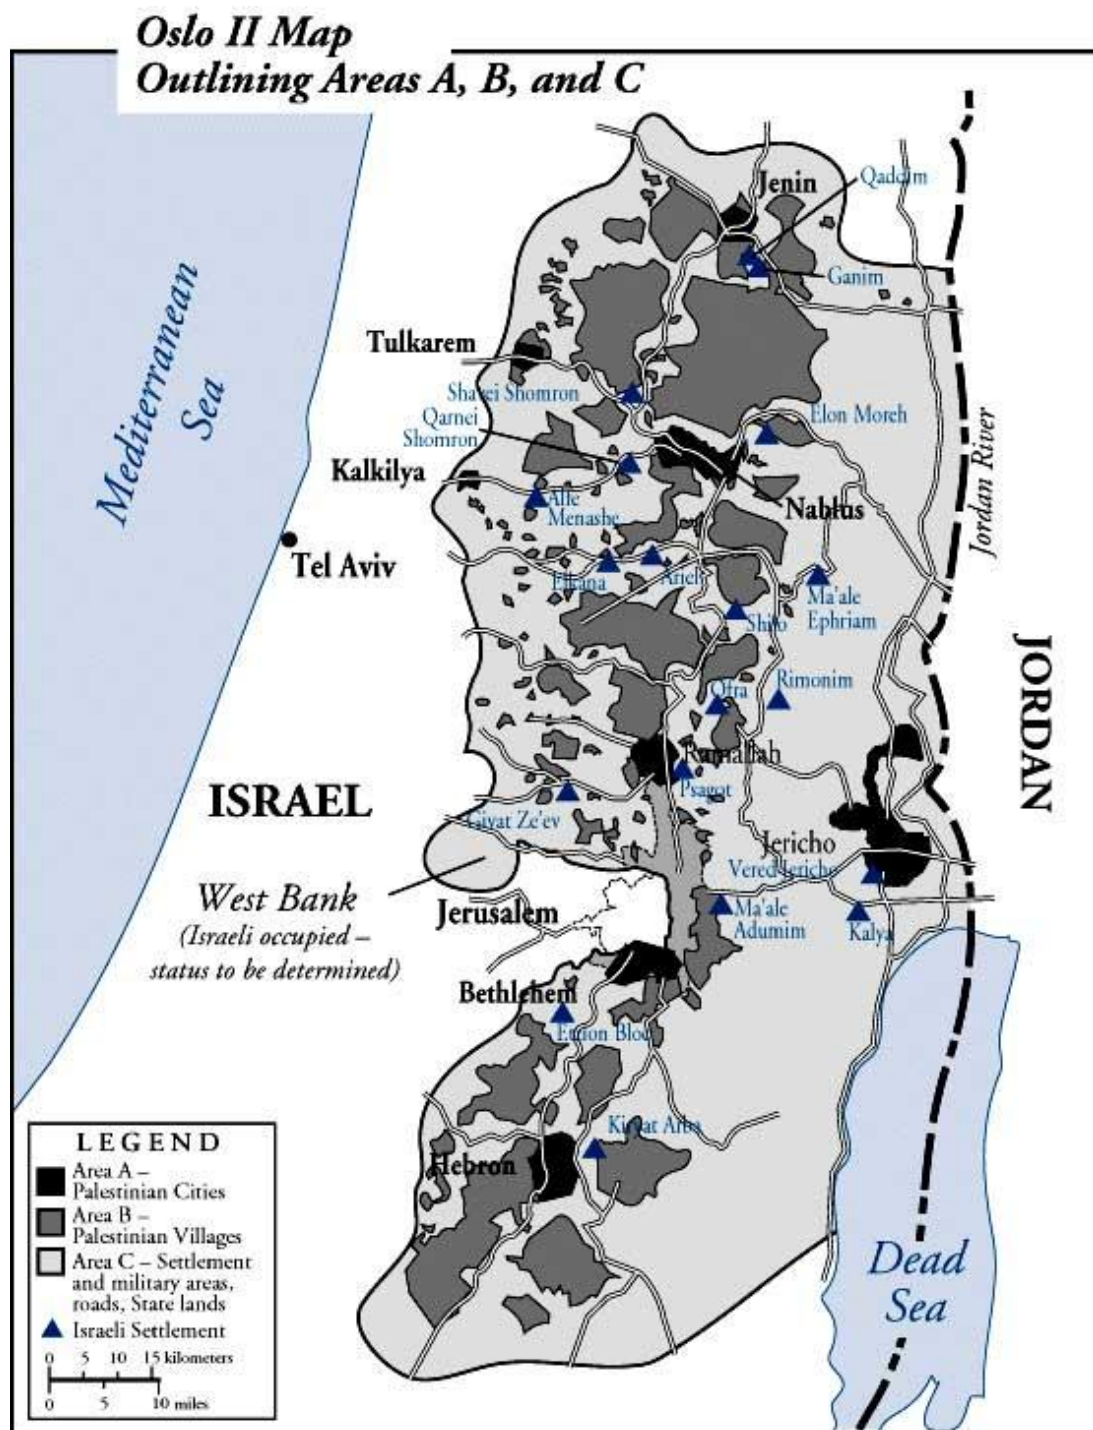 Oslo II Map
Outlining Areas A, B, and C
Mediterranean
Sea
Jenin
Qaddim
Ganim
Tulkarem
Shavei Shomron
Qarnei
Shomron
Elon Moreh
Kalkilya
Alfe
Menashe
Nablus
Jordan River
Tel Aviv
Elkana
Ariel
Ma'ale
Ephriam
Shilo
JORDAN
Ofra
Rimonim
Ramallah
Psagot
ISRAEL
Givat Ze'ev
Jericho
Vered Jericho
West Bank
(Israeli occupied –
status to be determined)
Jerusalem
Ma'ale
Adumim
Kalya
Bethlehem
Etzion Bloc
Kiryat Arba
Hebron
Dead
Sea
LEGEND
Area A –
Palestinian Cities
Area B –
Palestinian Villages
Area C – Settlement
and military areas,
roads, State lands
Israeli Settlement
0 5 10 15 kilometers
0 5 10 miles